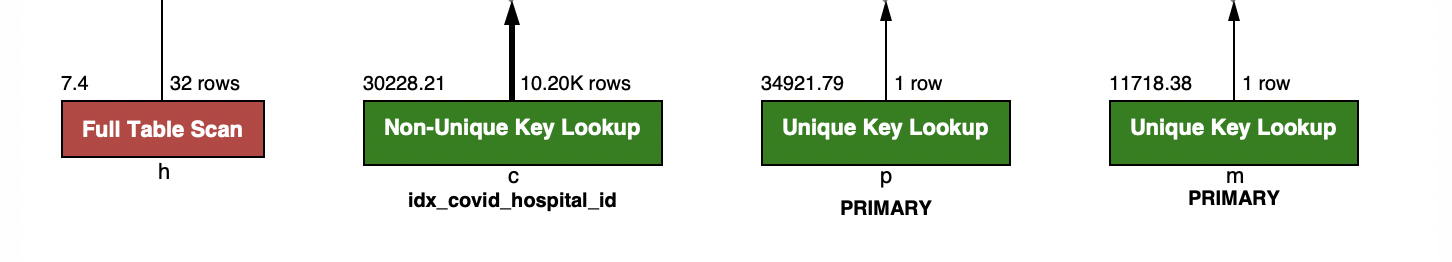 7.4 32 rows 30228.21 10.20K rows 34921.79 1 row 11718.38 1 row
Full Table Scan Non-Unique Key Lookup Unique Key Lookup Unique Key Lookup
h c p m
idx_covid_hospital_id PRIMARY PRIMARY